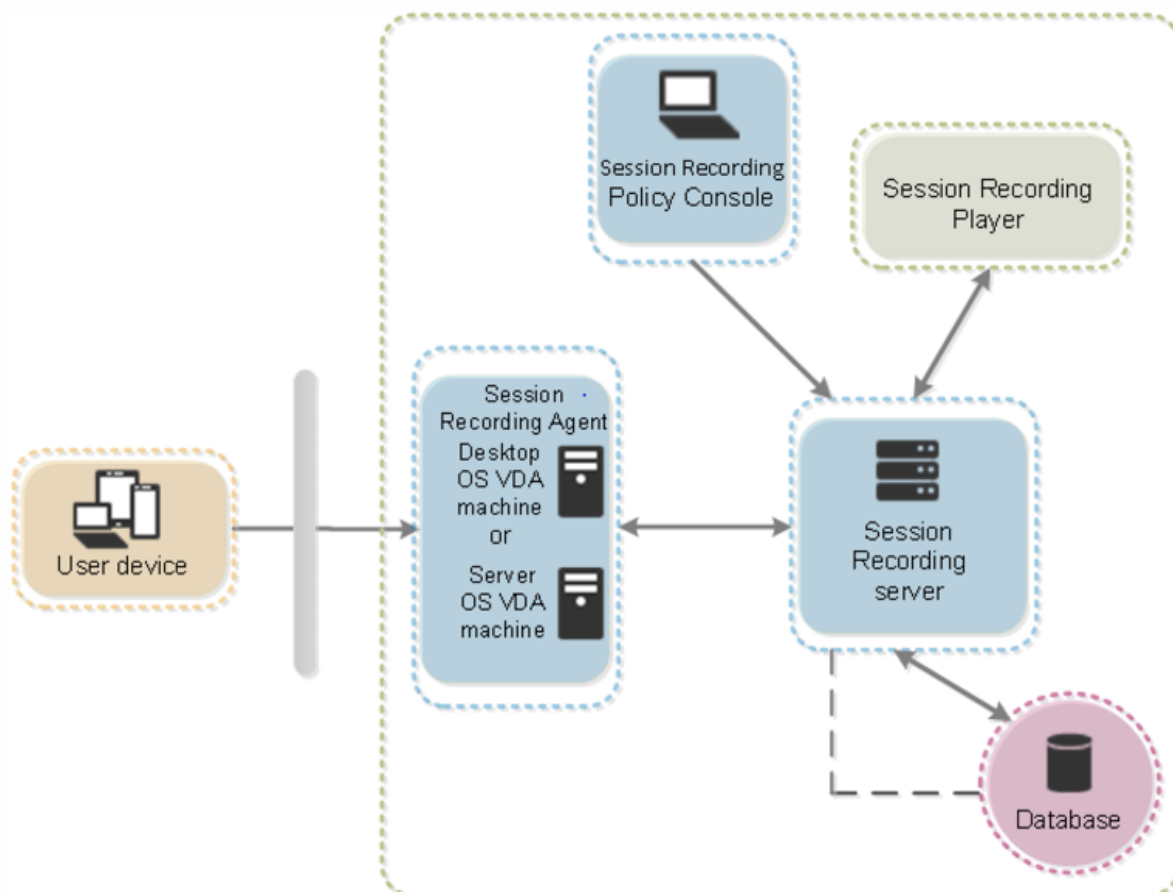 Session Recording
Policy Console
Session Recording
Player
Session
Recording Agent
Desktop
OS VDA
machine
or
Server
OS VDA
machine
User device
Session
Recording
server
Database